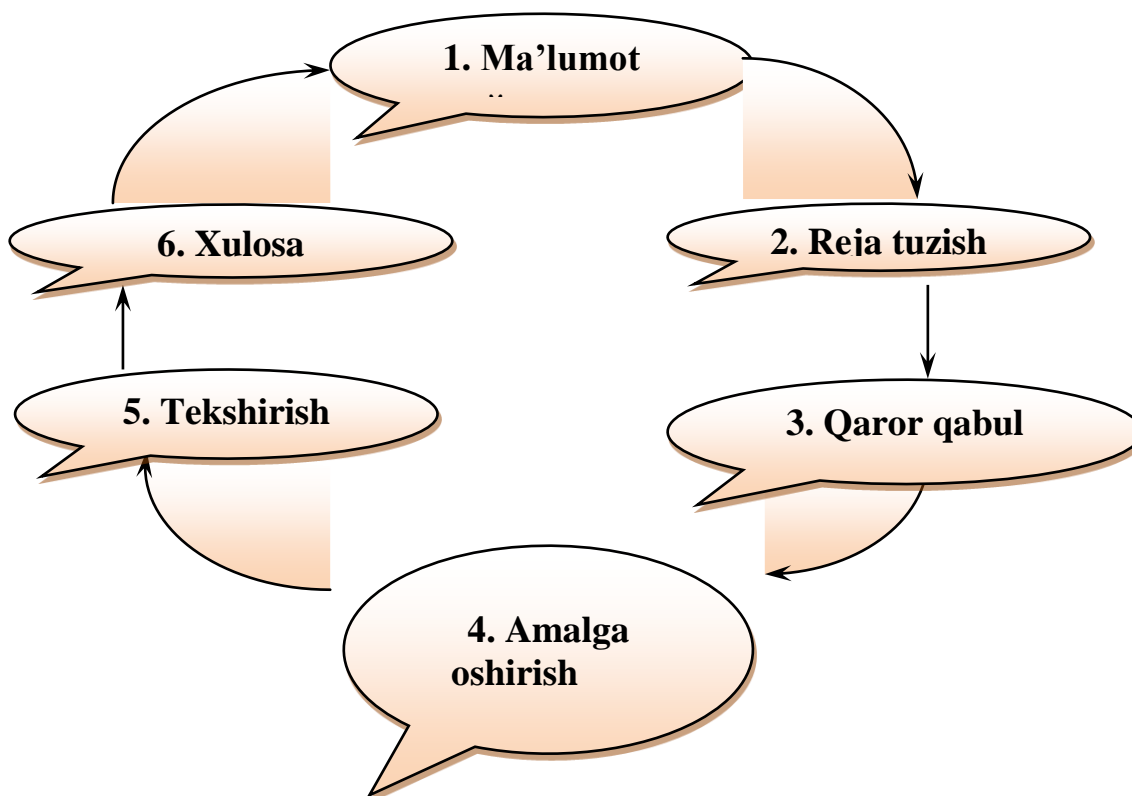 1. Ma’lumot
2. Reja tuzish
3. Qaror qabul
4. Amalga
oshirish
5. Tekshirish
6. Xulosa